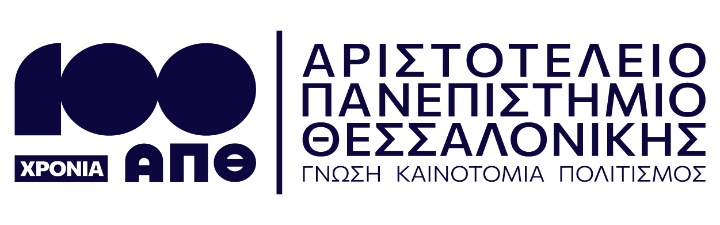 100
ΧΡΟΝΙΑ ΑΠΘ
ΑΡΙΣΤΟΤΕΛΕΙΟ
ΠΑΝΕΠΙΣΤΗΜΙΟ
ΘΕΣΣΑΛΟΝΙΚΗΣ
ΓΝΩΣΗ ΚΑΙΝΟΤΟΜΙΑ ΠΟΛΙΤΙΣΜΟΣ